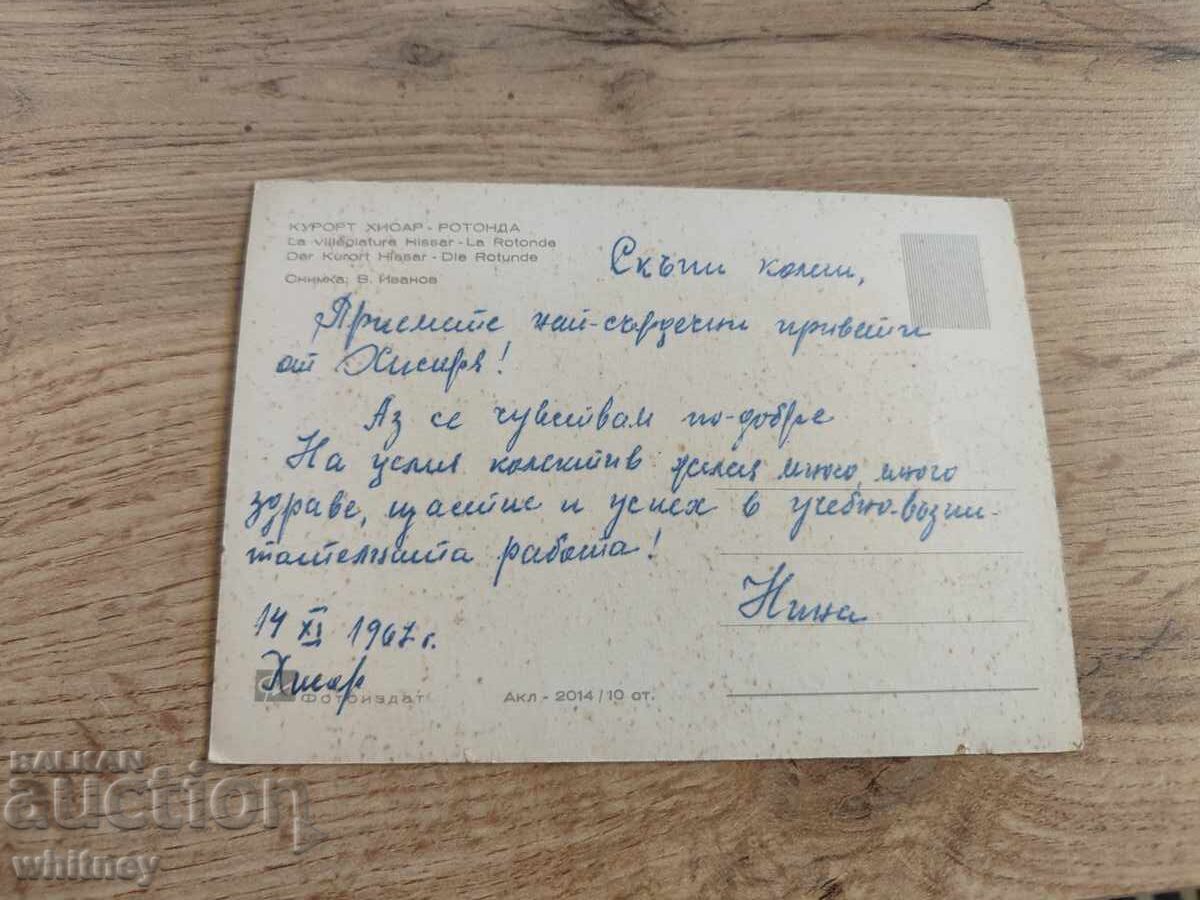 КУРОРТ ХИСАР - РОТОНДА
La villégiature Hissar - La Rotonde
Der Kurort Hissar - Die Rotunde
Снимка: В. Иванов
Скъпи колеги,
Приемате най-сърдечни привети
от Хисаря!
Аз се чувствам по-добре
На целия колектив желая много, много
здраве, щастие и успех в учебно-възпи-
тателната работа!
Нина
14 XI 1967 г.
Хисар
Фотоиздат
Акл - 2014/10 от.
BALKAN
auction
whitney